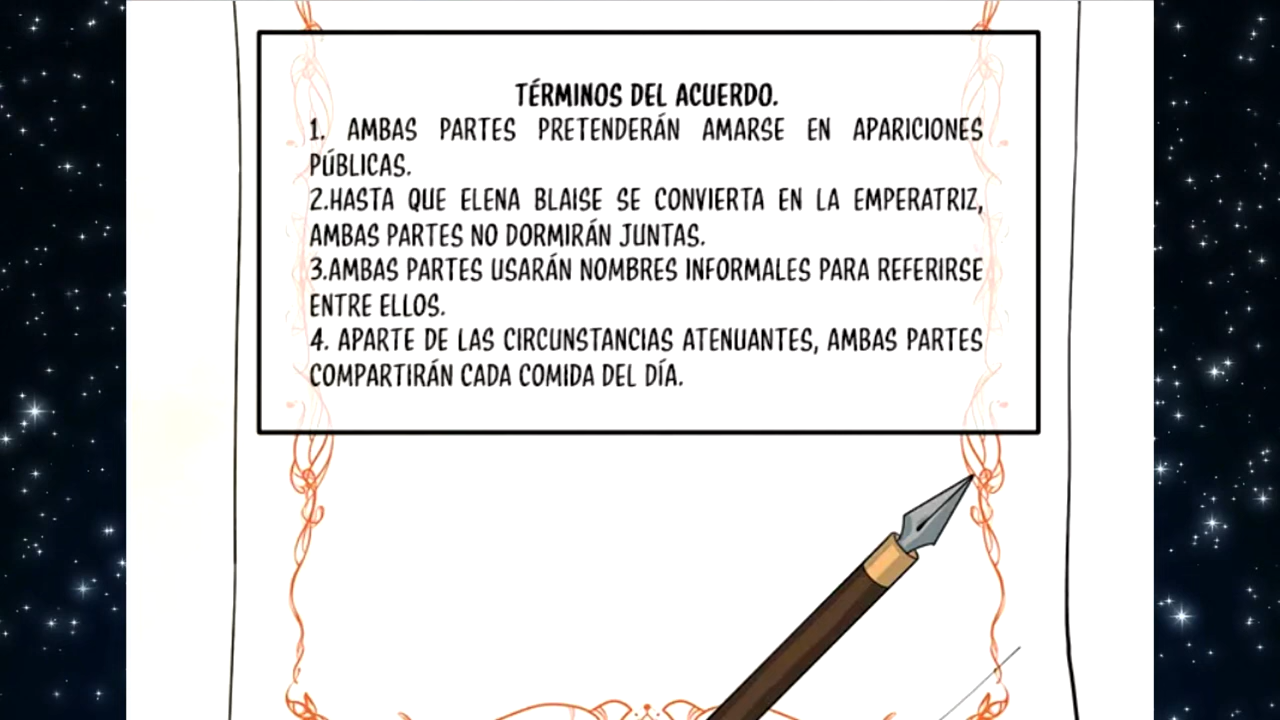 TÉRMINOS DEL ACUERDO.
1. AMBAS PARTES PRETENDERÁN AMARSE EN APARICIONES
PÚBLICAS.
2.HASTA QUE ELENA BLAISE SE CONVIERTA EN LA EMPERATRIZ,
AMBAS PARTES NO DORMIRÁN JUNTAS.
3.AMBAS PARTES USARÁN NOMBRES INFORMALES PARA REFERIRSE
ENTRE ELLOS.
4. APARTE DE LAS CIRCUNSTANCIAS ATENUANTES, AMBAS PARTES
COMPARTIRÁN CADA COMIDA DEL DÍA.